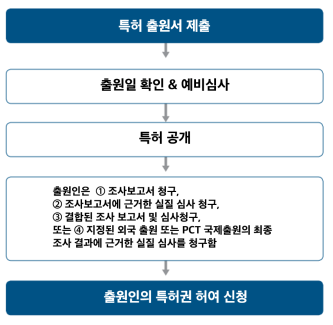 특허 출원서 제출
출원일 확인 & 예비심사
특허 공개
출원인은 ① 조사보고서 청구,
② 조사보고서에 근거한 실질 심사 청구,
③ 결합된 조사 보고서 및 심사청구,
또는 ④ 지정된 외국 출원 또는 PCT 국제출원의 최종
조사 결과에 근거한 실질 심사를 청구함
출원인의 특허권 허여 신청